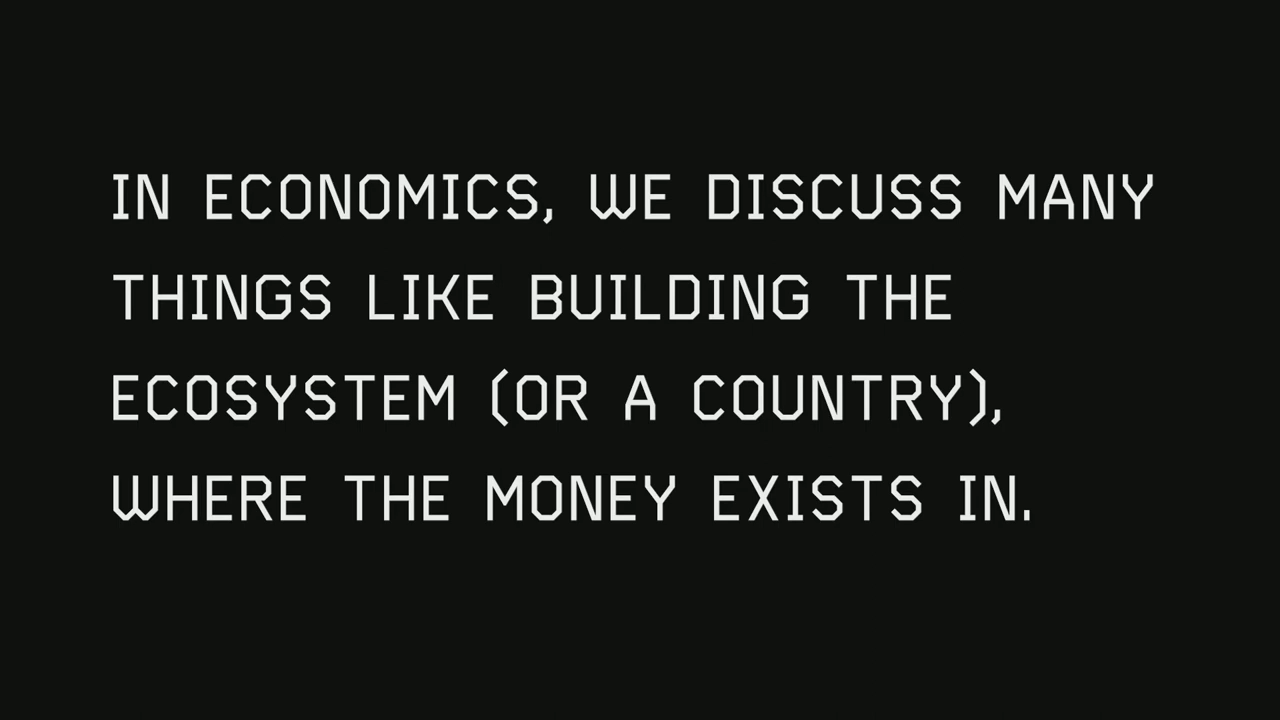 IN ECONOMICS, WE DISCUSS MANY
THINGS LIKE BUILDING THE
ECOSYSTEM (OR A COUNTRY),
WHERE THE MONEY EXISTS IN.